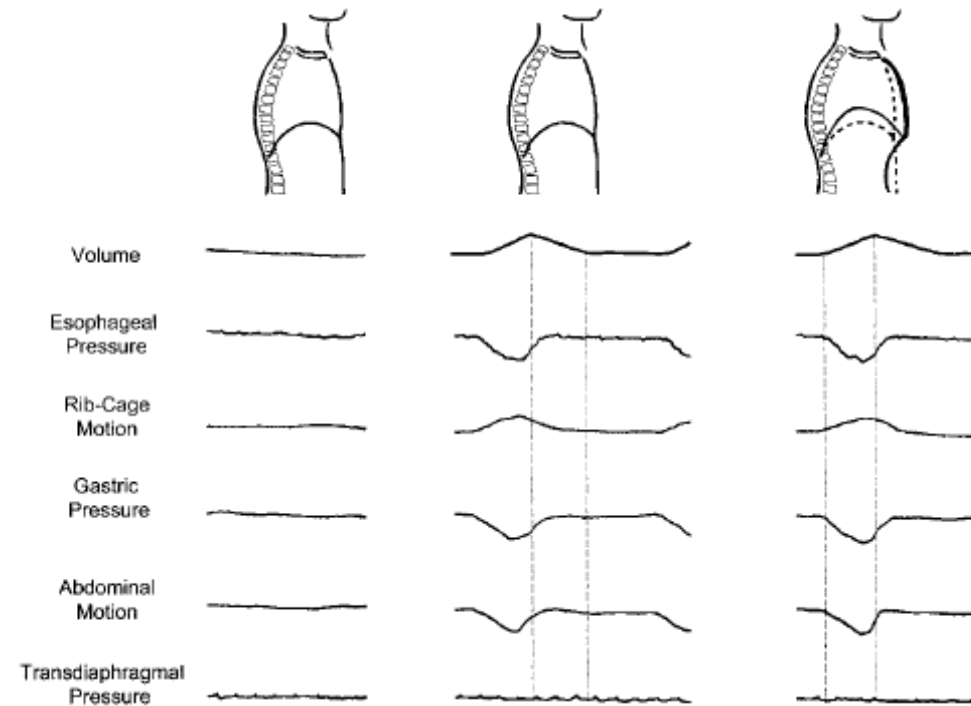 Volume
Esophageal
Pressure
Rib-Cage
Motion
Gastric
Pressure
Abdominal
Motion
Transdiaphragmal
Pressure